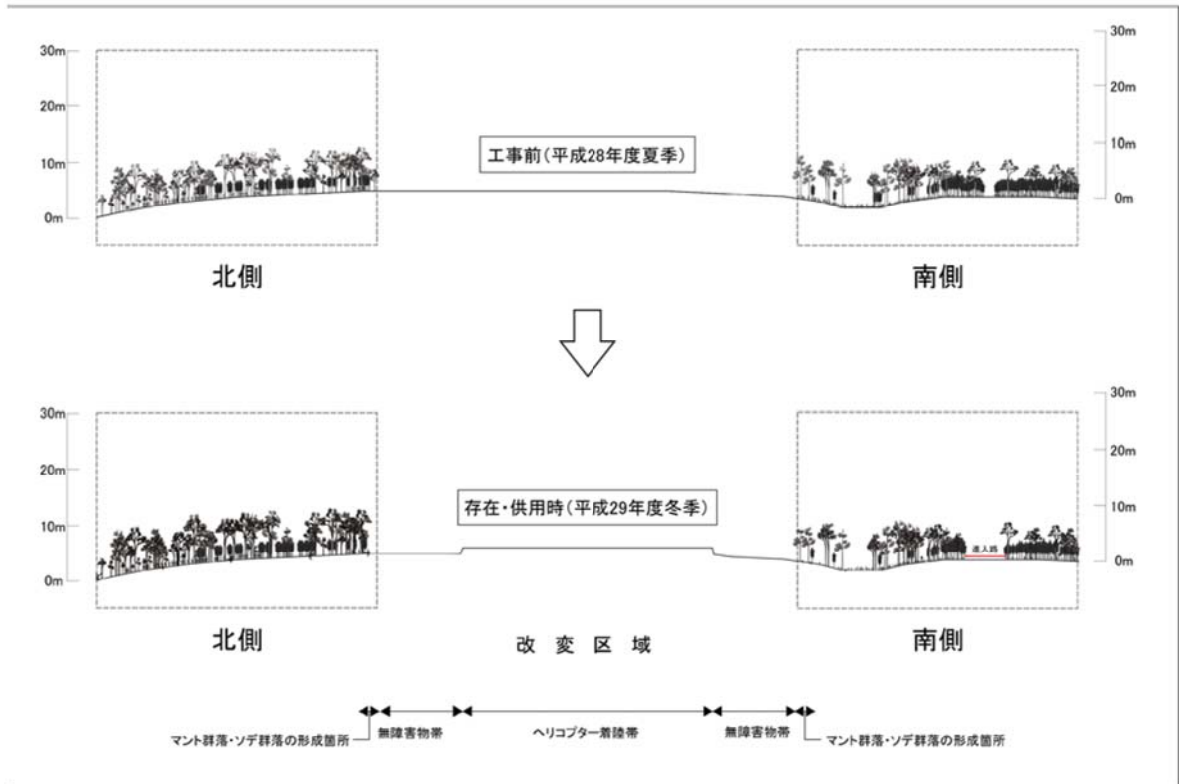 30m
20m
10m
0m
工事前(平成28年度夏季)
30m
20m
10m
0m
北側
南側
30m
20m
10m
0m
存在・供用時(平成29年度冬季)
進入路
30m
20m
10m
0m
北側
改 変 区 域
南側
マント群落・ソデ群落の形成箇所
無障害物帯
ヘリコプター着陸帯
無障害物帯
マント群落・ソデ群落の形成箇所